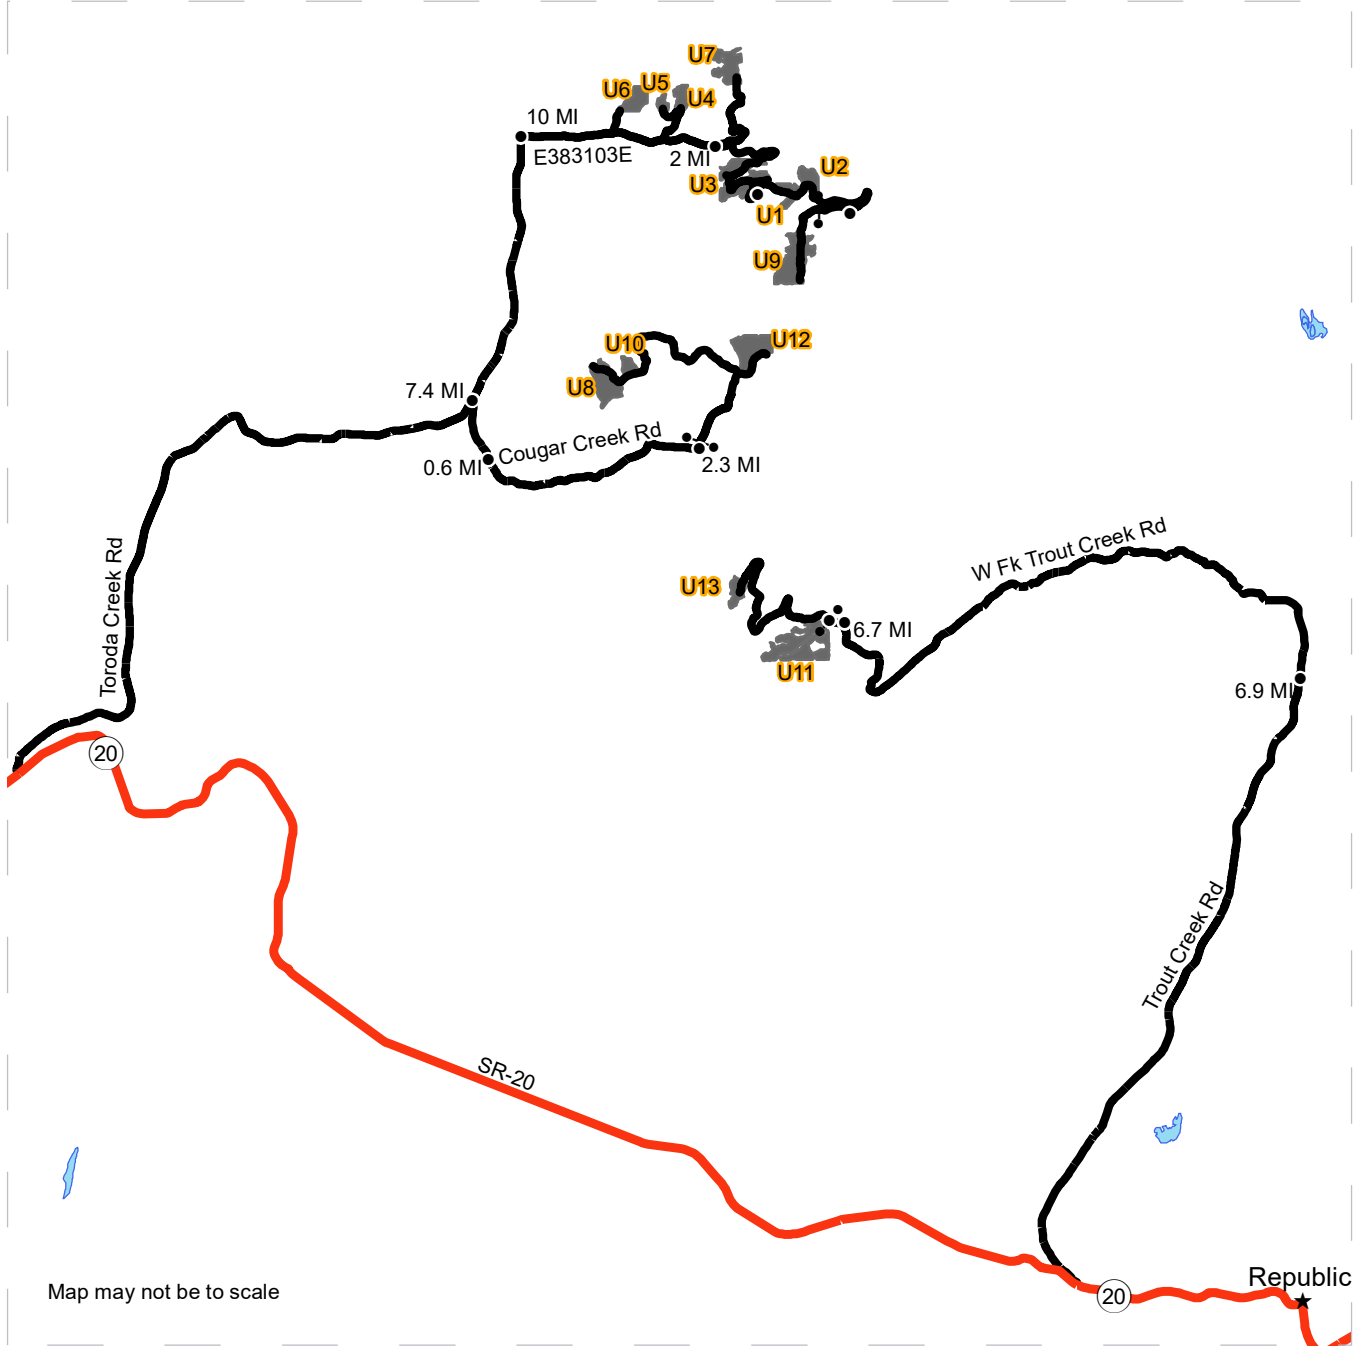 U7
U6
U5
U4
10 MI
E383103E
2 MI
U3
U2
U1
U9
U10
U12
U8
7.4 MI
Cougar Creek Rd
0.6 MI
2.3 MI
Toroda Creek Rd
W Fk Trout Creek Rd
U13
6.7 MI
U11
6.9 MI
20
Trout Creek Rd
SR-20
Republic
20
Map may not be to scale